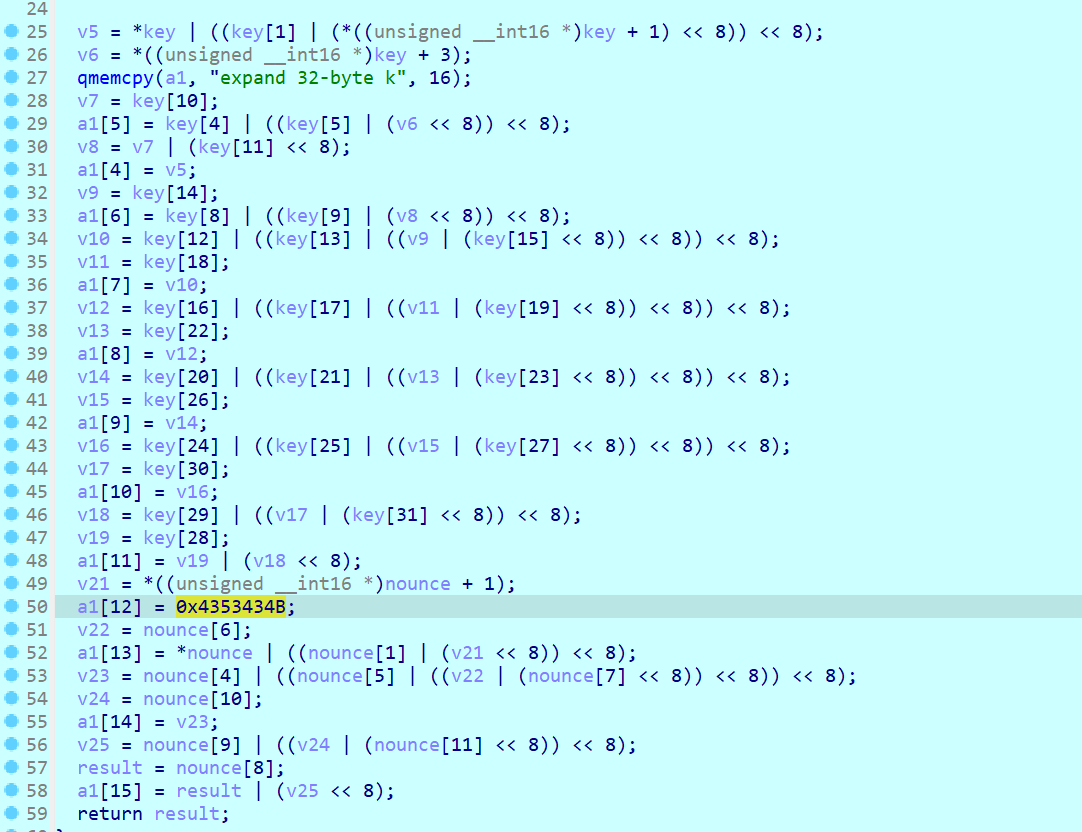 24
25 v5 = *key | ((key[1] | (*((unsigned __int16 *)key + 1) << 8)) << 8);
26 v6 = *((unsigned __int16 *)key + 3);
27 qmemcpy(a1, "expand 32-byte k", 16);
28 v7 = key[10];
29 a1[5] = key[4] | ((key[5] | (v6 << 8)) << 8);
30 v8 = v7 | (key[11] << 8);
31 a1[4] = v5;
32 v9 = key[14];
33 a1[6] = key[8] | ((key[9] | (v8 << 8)) << 8);
34 v10 = key[12] | ((key[13] | ((v9 | (key[15] << 8)) << 8)) << 8);
35 v11 = key[18];
36 a1[7] = v10;
37 v12 = key[16] | ((key[17] | ((v11 | (key[19] << 8)) << 8)) << 8);
38 v13 = key[22];
39 a1[8] = v12;
40 v14 = key[20] | ((key[21] | ((v13 | (key[23] << 8)) << 8)) << 8);
41 v15 = key[26];
42 a1[9] = v14;
43 v16 = key[24] | ((key[25] | ((v15 | (key[27] << 8)) << 8)) << 8);
44 v17 = key[30];
45 a1[10] = v16;
46 v18 = key[29] | ((v17 | (key[31] << 8)) << 8);
47 v19 = key[28];
48 a1[11] = v19 | (v18 << 8);
49 v21 = *((unsigned __int16 *)nounce + 1);
50 a1[12] = 0x4353434B;
51 v22 = nounce[6];
52 a1[13] = *nounce | ((nounce[1] | (v21 << 8)) << 8);
53 v23 = nounce[4] | ((nounce[5] | ((v22 | (nounce[7] << 8)) << 8)) << 8);
54 v24 = nounce[10];
55 a1[14] = v23;
56 v25 = nounce[9] | ((v24 | (nounce[11] << 8)) << 8);
57 result = nounce[8];
58 a1[15] = result | (v25 << 8);
59 return result;